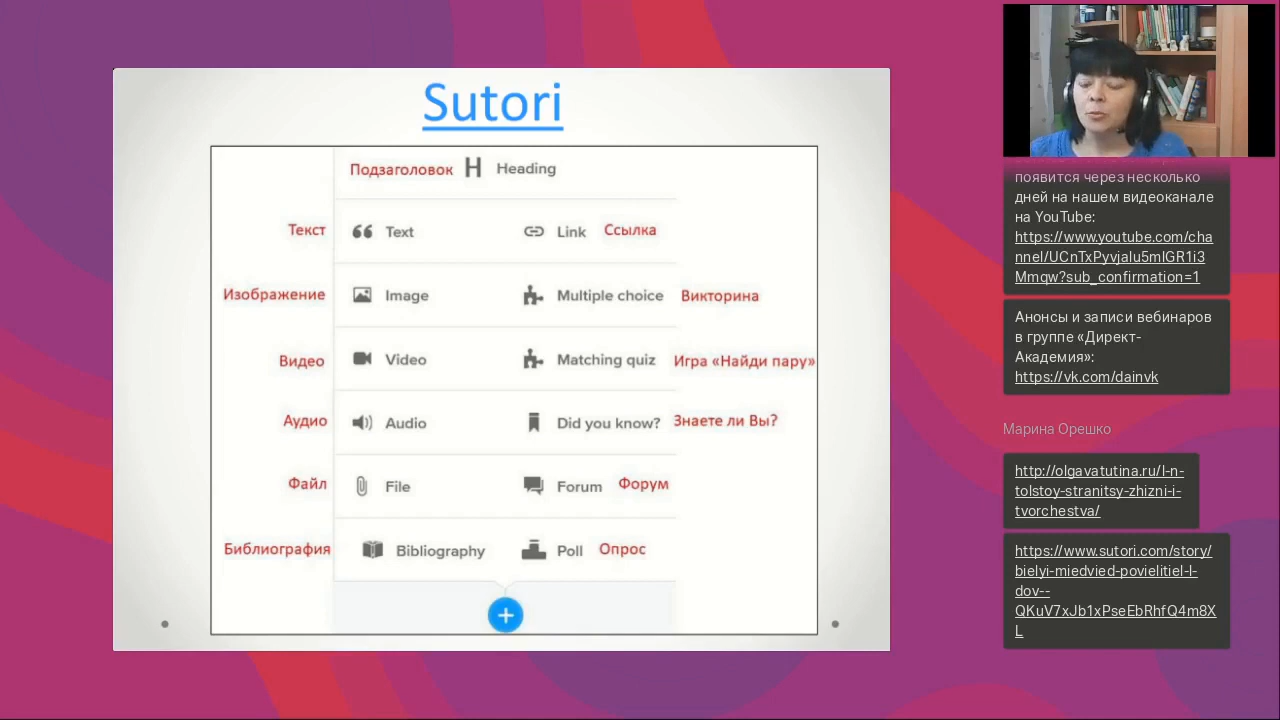 Sutori
Подзаголовок H Heading
Текст Text Link Ссылка
Изображение Image Multiple choice Викторина
Видео Video Matching quiz Игра «Найди пару»
Аудио Audio Did you know? Знаете ли Вы?
Файл File Forum Форум
Библиография Bibliography Poll Опрос
появится через несколько
дней на нашем видеоканале
на YouTube:
https://www.youtube.com/cha
nnel/UCnTxPyvjalu5mlGR1i3
Mmqw?sub_confirmation=1
Анонсы и записи вебинаров
в группе «Директ-
Академия»:
https://vk.com/dainvk
Марина Орешко
http://olgavatutina.ru/l-n-
tolstoy-stranitsy-zhizni-i-
tvorchestva/
https://www.sutori.com/story/
bielyi-miedvied-povielitiel-l-
dov--
QKuV7xJb1xPseEbRhfQ4m8X
L